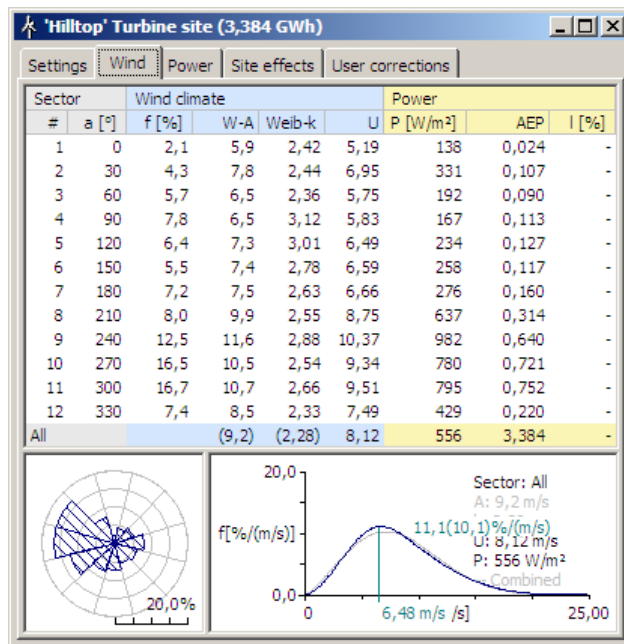 'Hilltop' Turbine site (3,384 GWh)
Settings Wind Power Site effects User corrections
Sector Wind climate Power
# a [°] f [%] W-A Weib-k U P [W/m²] AEP l [%]
1 0 2,1 5,9 2,42 5,19 138 0,024 -
2 30 4,3 7,8 2,44 6,95 331 0,107 -
3 60 5,7 6,5 2,36 5,75 192 0,090 -
4 90 7,8 6,5 3,12 5,83 167 0,113 -
5 120 6,4 7,3 3,01 6,49 234 0,127 -
6 150 5,5 7,4 2,78 6,59 258 0,117 -
7 180 7,2 7,5 2,63 6,66 276 0,160 -
8 210 8,0 9,9 2,55 8,75 637 0,314 -
9 240 12,5 11,6 2,88 10,37 982 0,640 -
10 270 16,5 10,5 2,54 9,34 780 0,721 -
11 300 16,7 10,7 2,66 9,51 795 0,752 -
12 330 7,4 8,5 2,33 7,49 429 0,220 -
All (9,2) (2,28) 8,12 556 3,384 -
20,0%
20,0
Sector: All
A: 9,2 m/s
f[%/(m/s)]
11,1(10,1)%/(m/s)
U: 8,12 m/s
P: 556 W/m²
Combined
0,0
0 6,48 m/s /s] 25,00